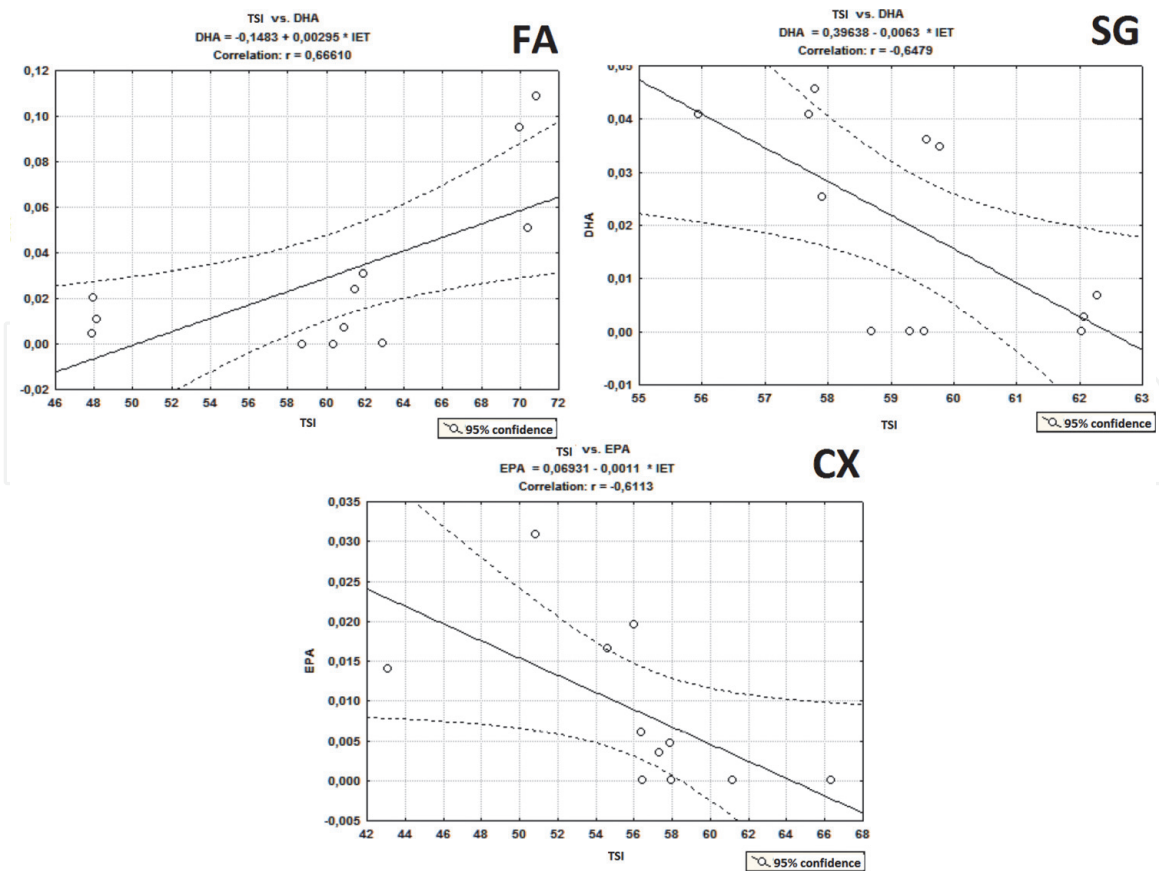 TSI vs. DHA
DHA = -0,1483 + 0,00295 * IET
Correlation: r = 0,66610
FA
0,12
0,10
0,08
0,06
0,04
0,02
0,00
-0,02
46 48 50 52 54 56 58 60 62 64 66 68 70 72
TSI
95% confidence
TSI vs. DHA
DHA = 0,39638 - 0,0063 * IET
Correlation: r = -0,6479
SG
0,05
0,04
0,03
0,02
0,01
0,00
-0,01
DHA
55 56 57 58 59 60 61 62 63
TSI
95% confidence
TSI vs. EPA
EPA = 0,06931 - 0,0011 * IET
Correlation: r = -0,6113
CX
0,035
0,030
0,025
0,020
0,015
0,010
0,005
0,000
-0,005
EPA
42 44 46 48 50 52 54 56 58 60 62 64 66 68
TSI
95% confidence